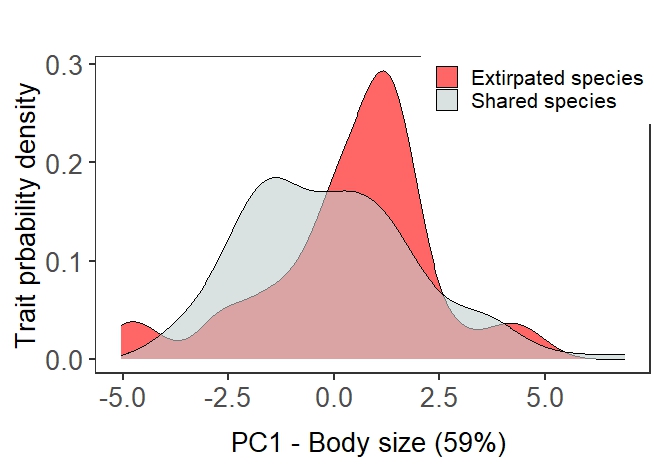 Extirpated species
Shared species
Trait prbability density
0.3
0.2
0.1
0.0
-5.0 -2.5 0.0 2.5 5.0
PC1 - Body size (59%)